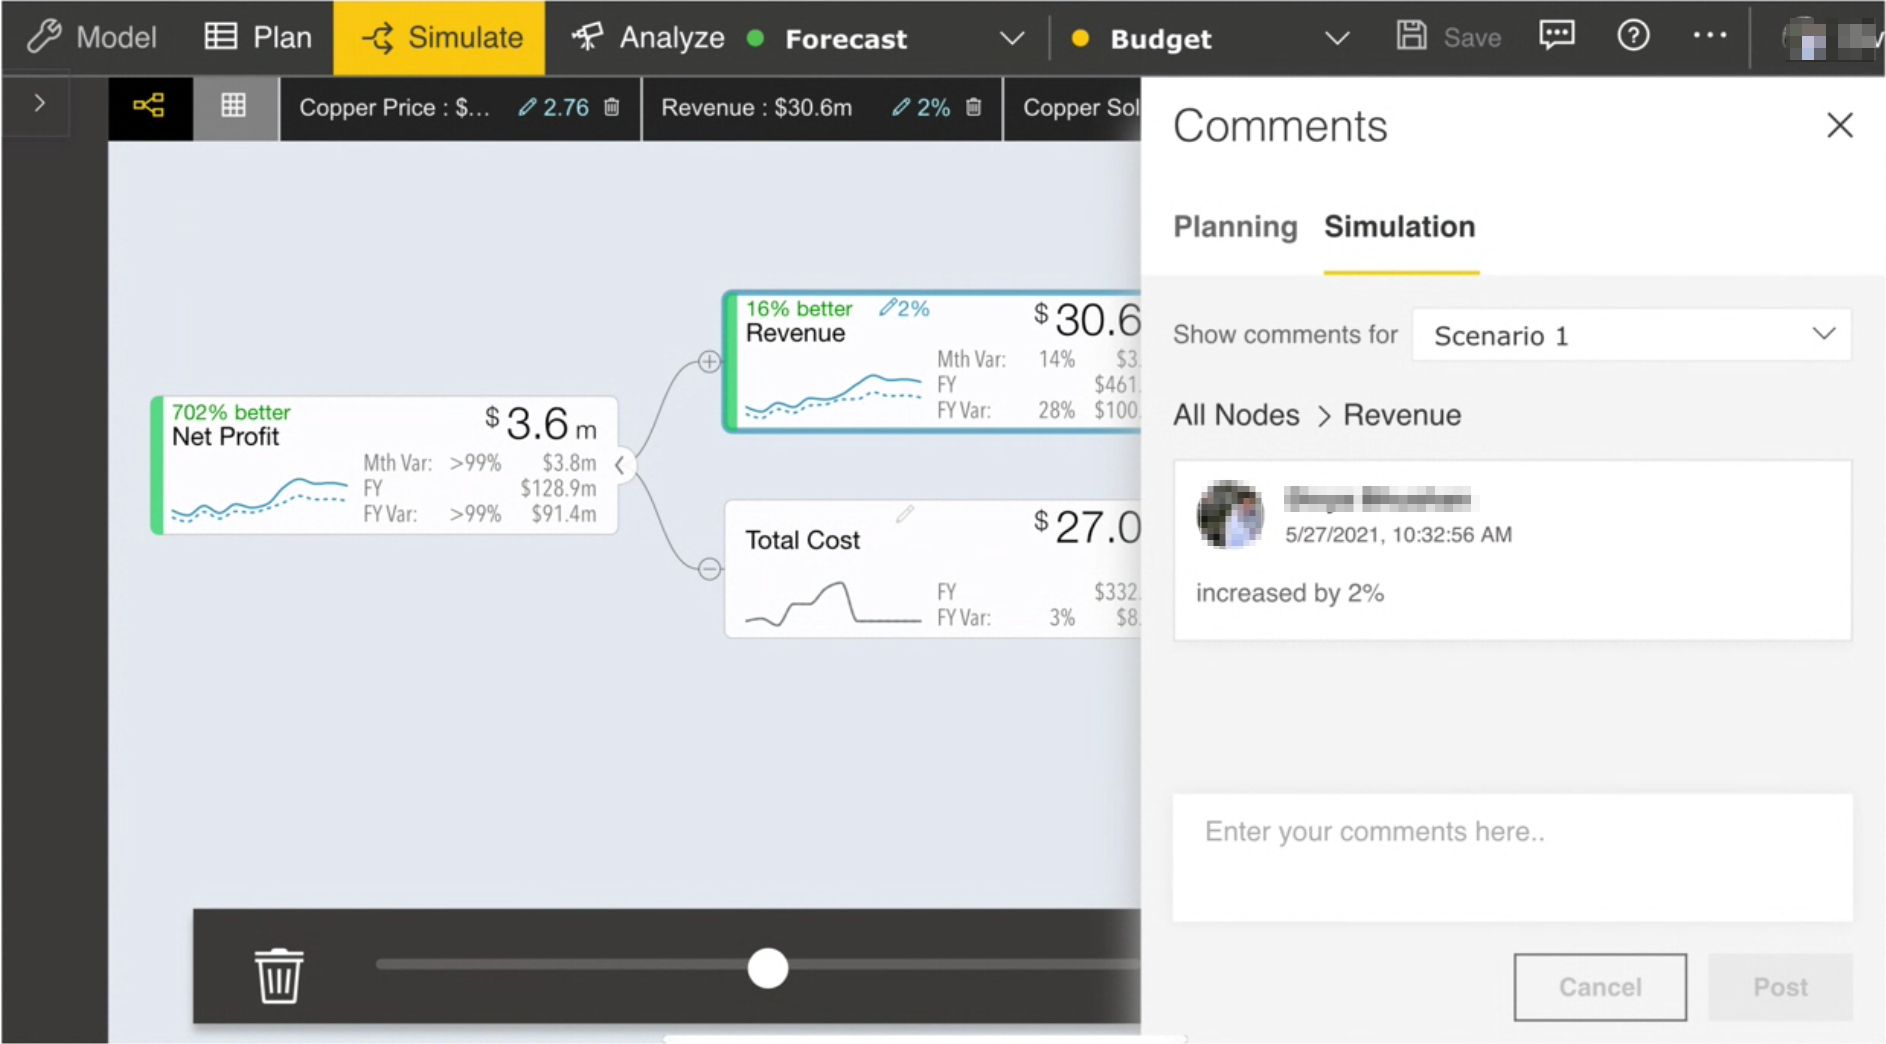 Model
Plan
Simulate
Analyze
Forecast
Budget
Save
Copper Price : $...
2.76
Revenue : $30.6m
2%
Copper Sol
Comments
Planning
Simulation
Show comments for
Scenario 1
All Nodes > Revenue
5/27/2021, 10:32:56 AM
increased by 2%
Enter your comments here..
Cancel
Post
702% better
Net Profit
$ 3.6 m
Mth Var: >99% $3.8m
FY $128.9m
FY Var: >99% $91.4m
16% better
2%
Revenue
$ 30.6
Mth Var: 14% $3.
FY $461.
FY Var: 28% $100.
Total Cost
$ 27.0
FY $332.
FY Var: 3% $8.